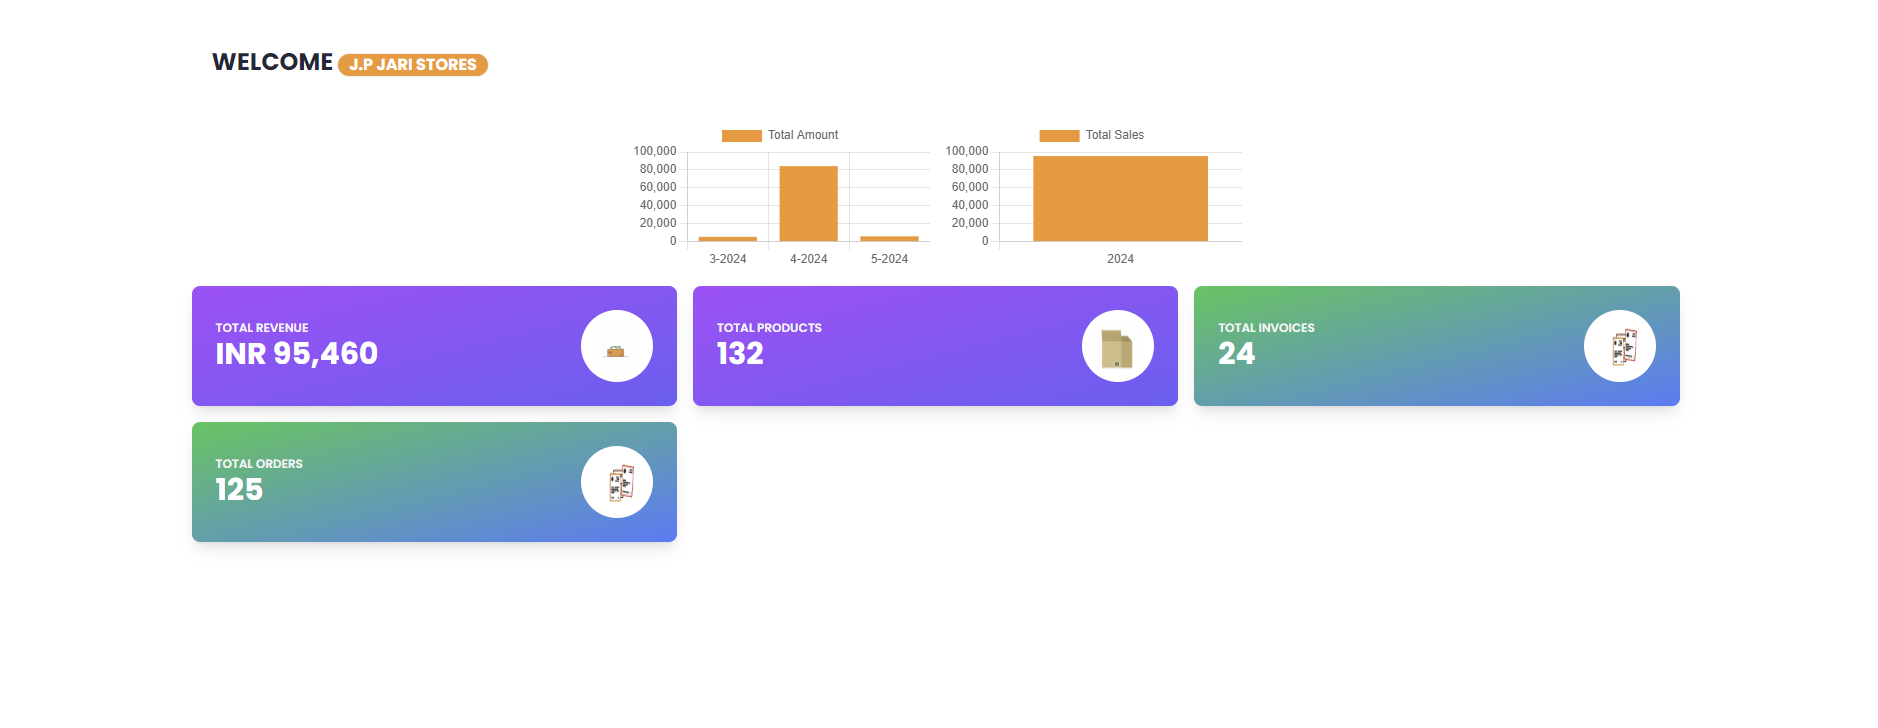 WELCOME J.P JARI STORES
Total Amount
100,000
80,000
60,000
40,000
20,000
0
3-2024 4-2024 5-2024
Total Sales
100,000
80,000
60,000
40,000
20,000
0
2024
TOTAL REVENUE
INR 95,460
TOTAL PRODUCTS
132
TOTAL INVOICES
24
TOTAL ORDERS
125